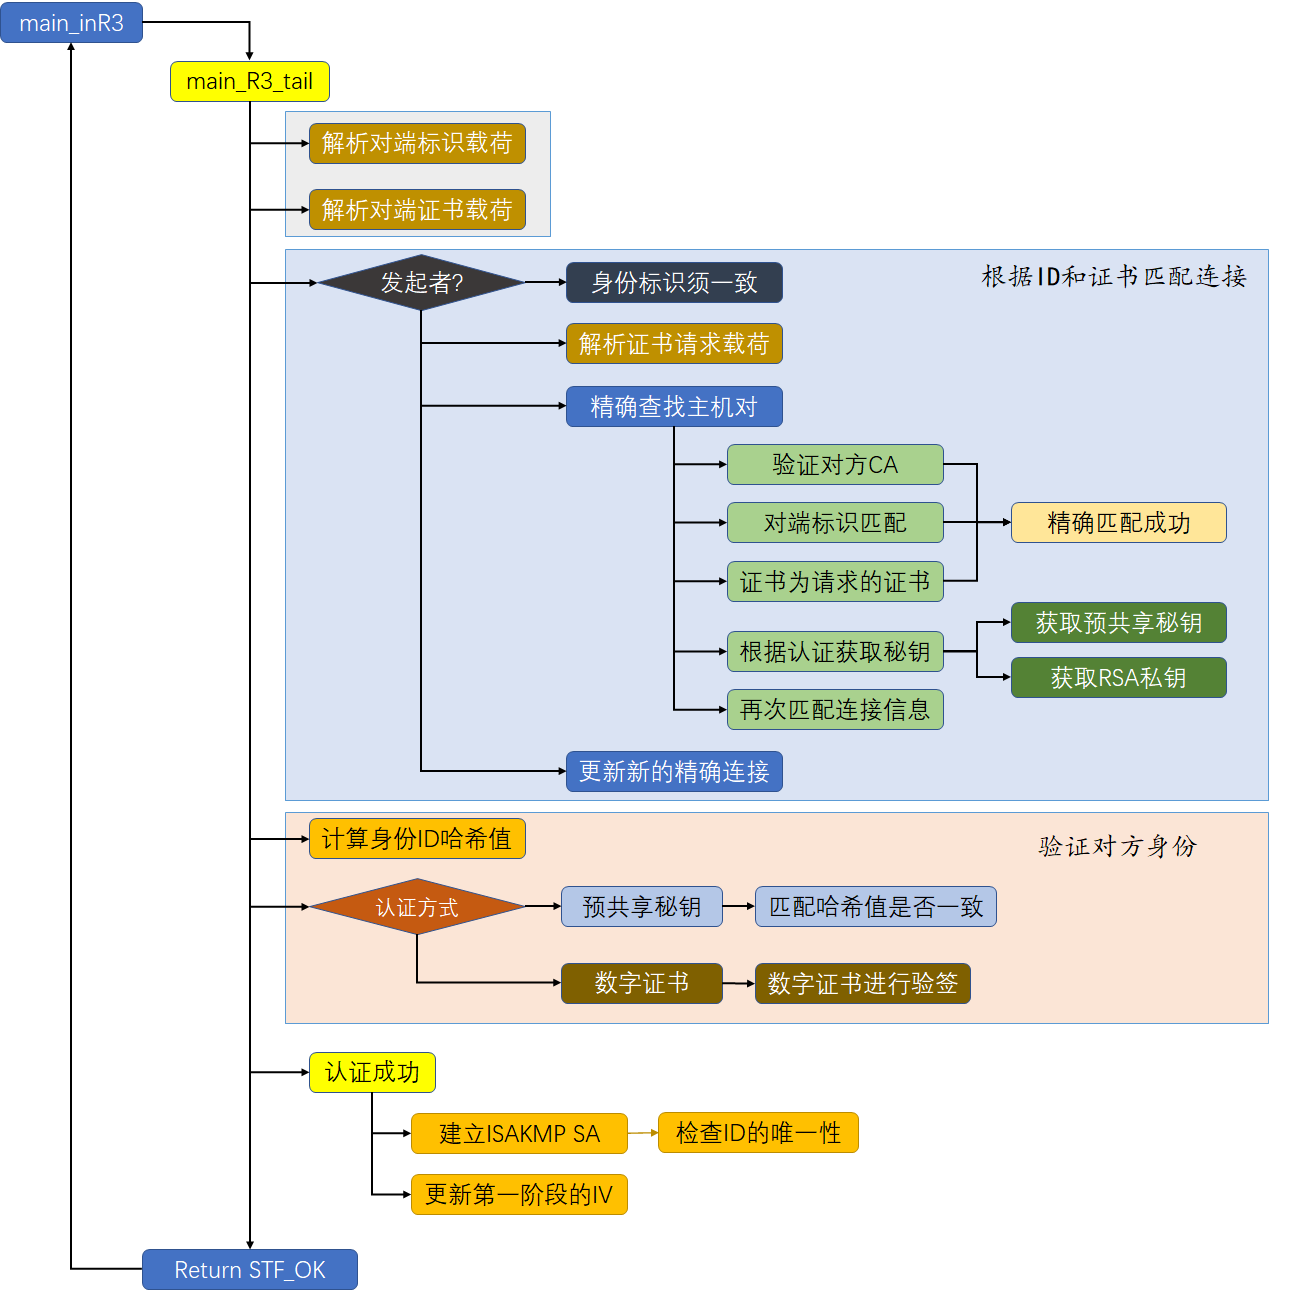 main_inR3
main_R3_tail
解析对端标识载荷
解析对端证书载荷
发起者?
身份标识须一致
根据ID和证书匹配连接
解析证书请求载荷
精确查找主机对
验证对方CA
对端标识匹配
精确匹配成功
证书为请求的证书
获取预共享秘钥
根据认证获取秘钥
获取RSA私钥
再次匹配连接信息
更新新的精确连接
计算身份ID哈希值
验证对方身份
认证方式
预共享秘钥
匹配哈希值是否一致
数字证书
数字证书进行验签
认证成功
建立ISAKMP SA
检查ID的唯一性
更新第一阶段的IV
Return STF_OK